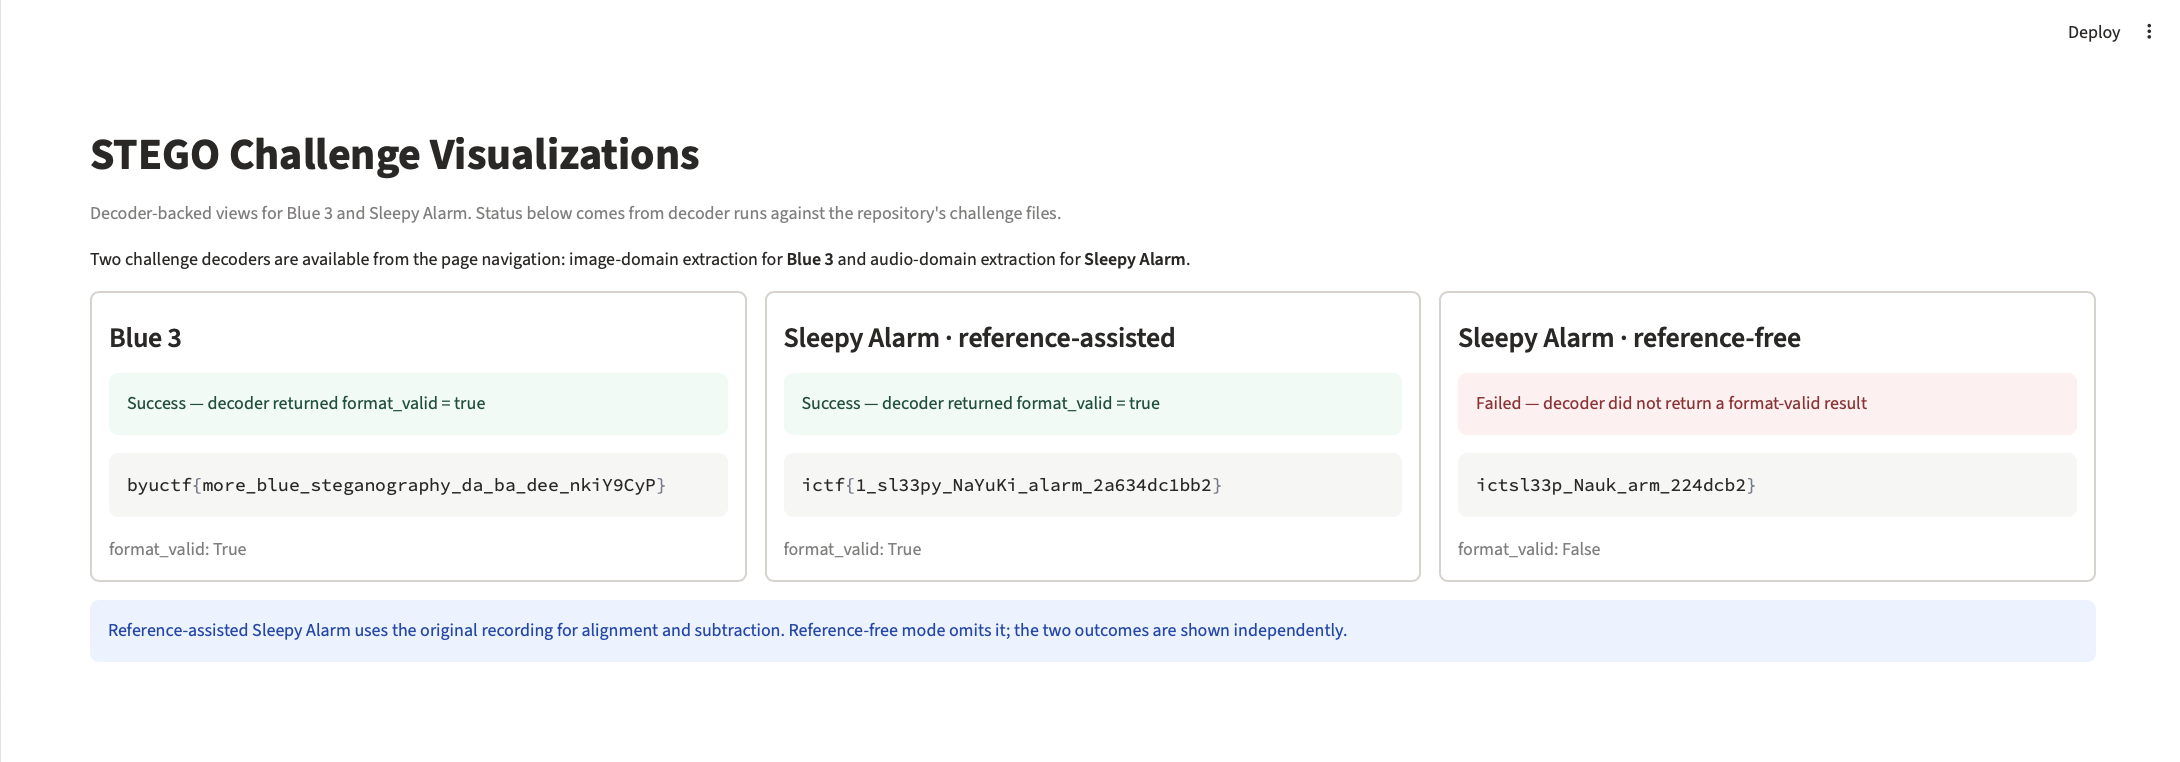 Deploy
STEGO Challenge Visualizations
Decoder-backed views for Blue 3 and Sleepy Alarm. Status below comes from decoder runs against the repository's challenge files.
Two challenge decoders are available from the page navigation: image-domain extraction for Blue 3 and audio-domain extraction for Sleepy Alarm.
Blue 3
Success — decoder returned format_valid = true
byuctf{more_blue_steganography_da_ba_dee_nkiY9CyP}
format_valid: True
Sleepy Alarm · reference-assisted
Success — decoder returned format_valid = true
ictf{1_sl33py_NaYuKi_alarm_2a634dc1bb2}
format_valid: True
Sleepy Alarm · reference-free
Failed — decoder did not return a format-valid result
ictsl33p_Nauk_arm_224dcb2}
format_valid: False
Reference-assisted Sleepy Alarm uses the original recording for alignment and subtraction. Reference-free mode omits it; the two outcomes are shown independently.